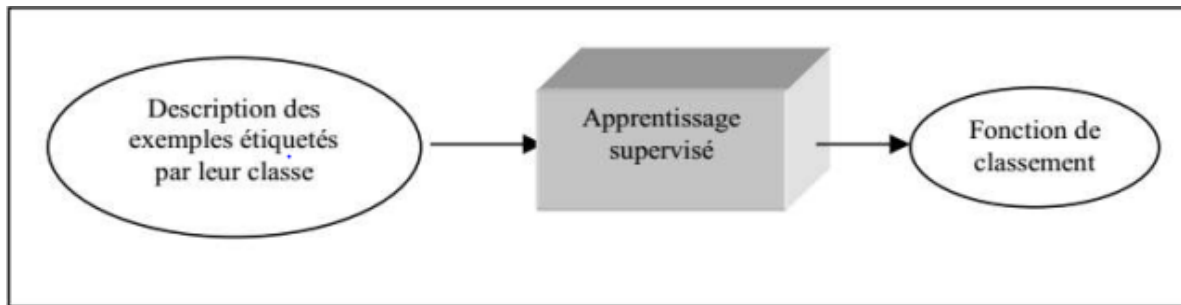 Description des
exemples étiquetés
par leur classe
Apprentissage
supervisé
Fonction de
classement